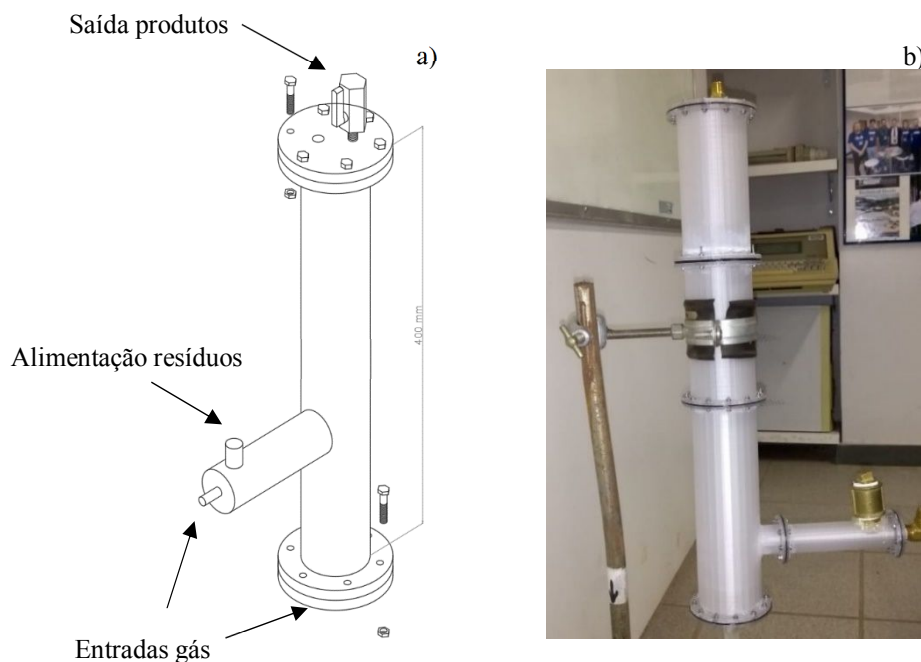 Saída produtos
a)
b)
400 mm
Alimentação resíduos
Entradas gás